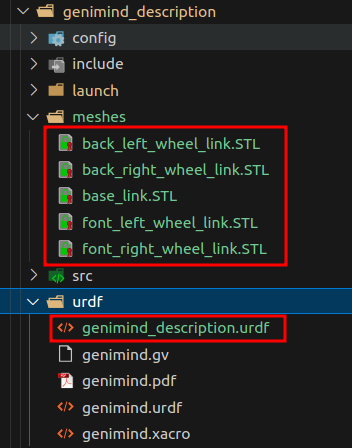 genimind_description
config
include
launch
meshes
back_left_wheel_link.STL
back_right_wheel_link.STL
base_link.STL
font_left_wheel_link.STL
font_right_wheel_link.STL
src
urdf
genimind_description.urdf
genimind.gv
genimind.pdf
genimind.urdf
genimind.xacro